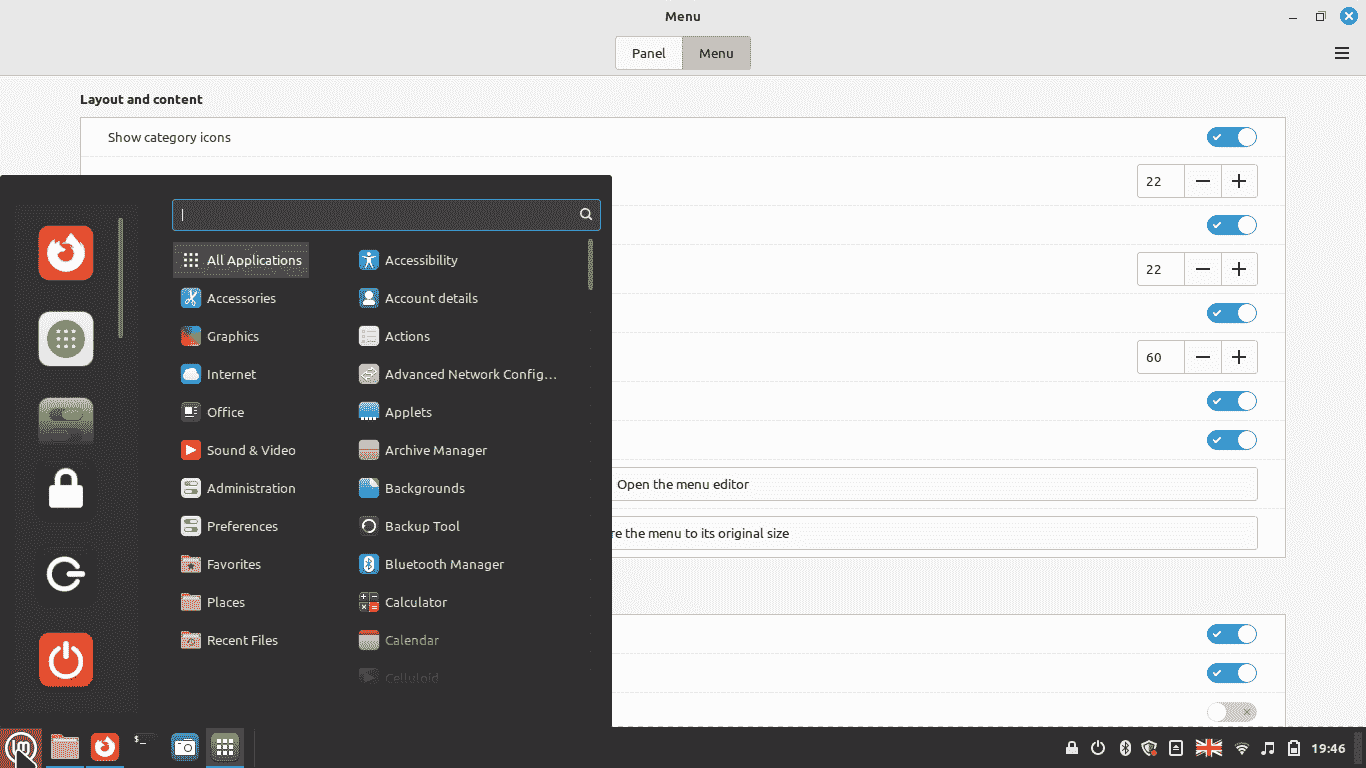 Menu
Panel Menu
Layout and content
Show category icons
22
22
60
Open the menu editor
re the menu to its original size
All Applications
Accessories
Graphics
Internet
Office
Sound & Video
Administration
Preferences
Favorites
Places
Recent Files
Accessibility
Account details
Actions
Advanced Network Config…
Applets
Archive Manager
Backgrounds
Backup Tool
Bluetooth Manager
Calculator
Calendar
Celluloid
19:46